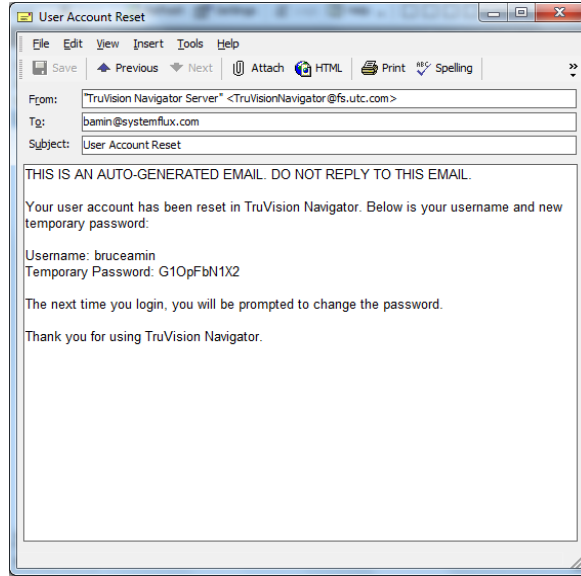 User Account Reset
File Edit View Insert Tools Help
Save Previous Next Attach HTML Print ABC Spelling »
From: "TruVision Navigator Server" <TruVisionNavigator@fs.utc.com>
To: bamin@systemflux.com
Subject: User Account Reset
THIS IS AN AUTO-GENERATED EMAIL. DO NOT REPLY TO THIS EMAIL.
Your user account has been reset in TruVision Navigator. Below is your username and new
temporary password:
Username: bruceamin
Temporary Password: G1OpFbN1X2
The next time you login, you will be prompted to change the password.
Thank you for using TruVision Navigator.